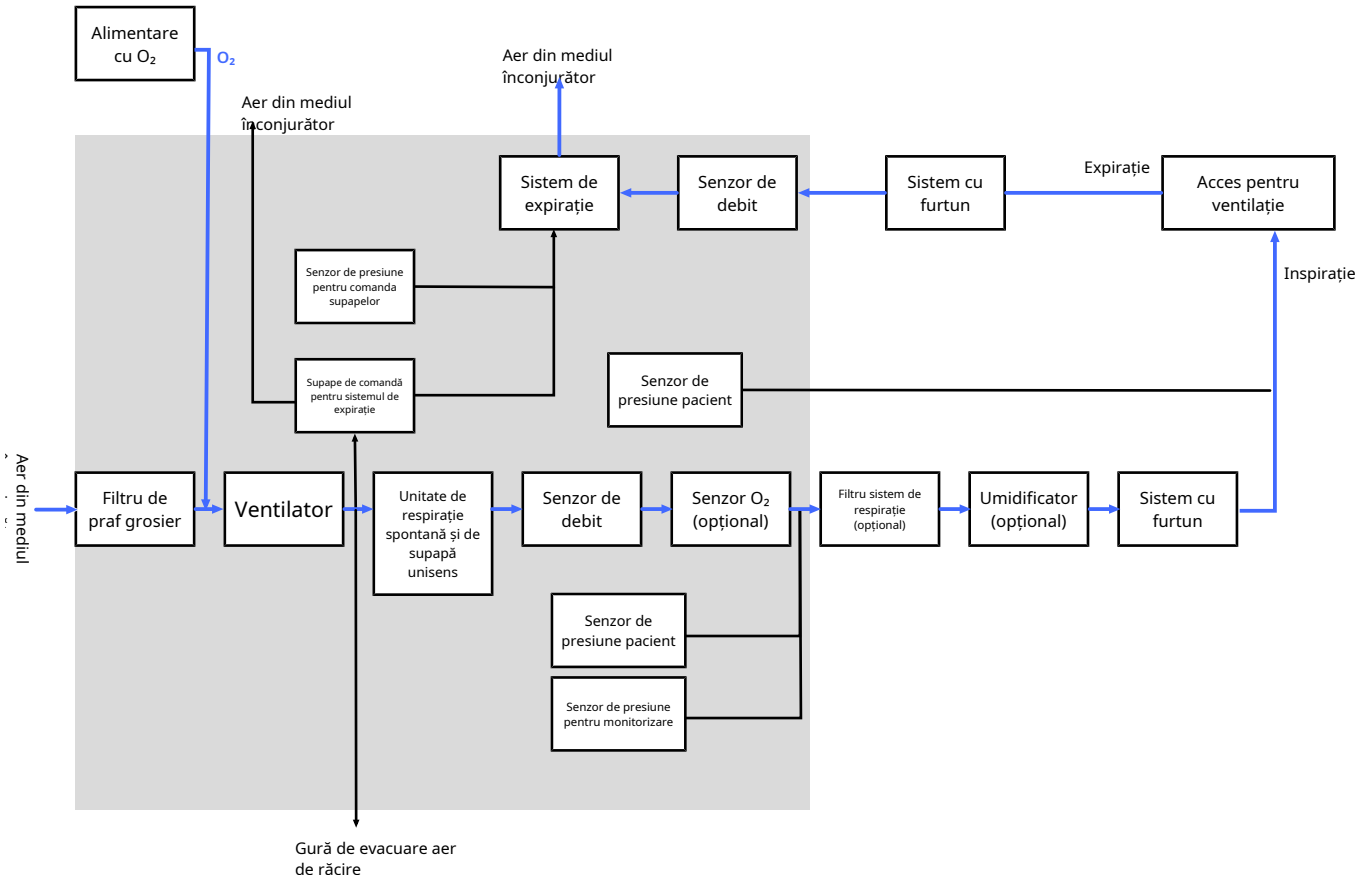 Alimentare
cu O₂
O₂
Aer din mediul
înconjurător
Aer din mediul
înconjurător
Sistem de
expirație
Senzor de
debit
Sistem cu
furtun
Expirație
Acces pentru
ventilație
Inspirație
Senzor de presiune
pentru comanda
supapelor
Supape de comandă
pentru sistemul de
expirație
Senzor de
presiune pacient
Aer din mediul
Filtru de
praf grosier
Ventilator
Unitate de
respirație
spontană și de
supapă
unisens
Senzor de
debit
Senzor O₂
(opțional)
Filtru sistem de
respirație
(opțional)
Umidificator
(opțional)
Sistem cu
furtun
Senzor de
presiune pacient
Senzor de presiune
pentru monitorizare
Gură de evacuare aer
de răcire